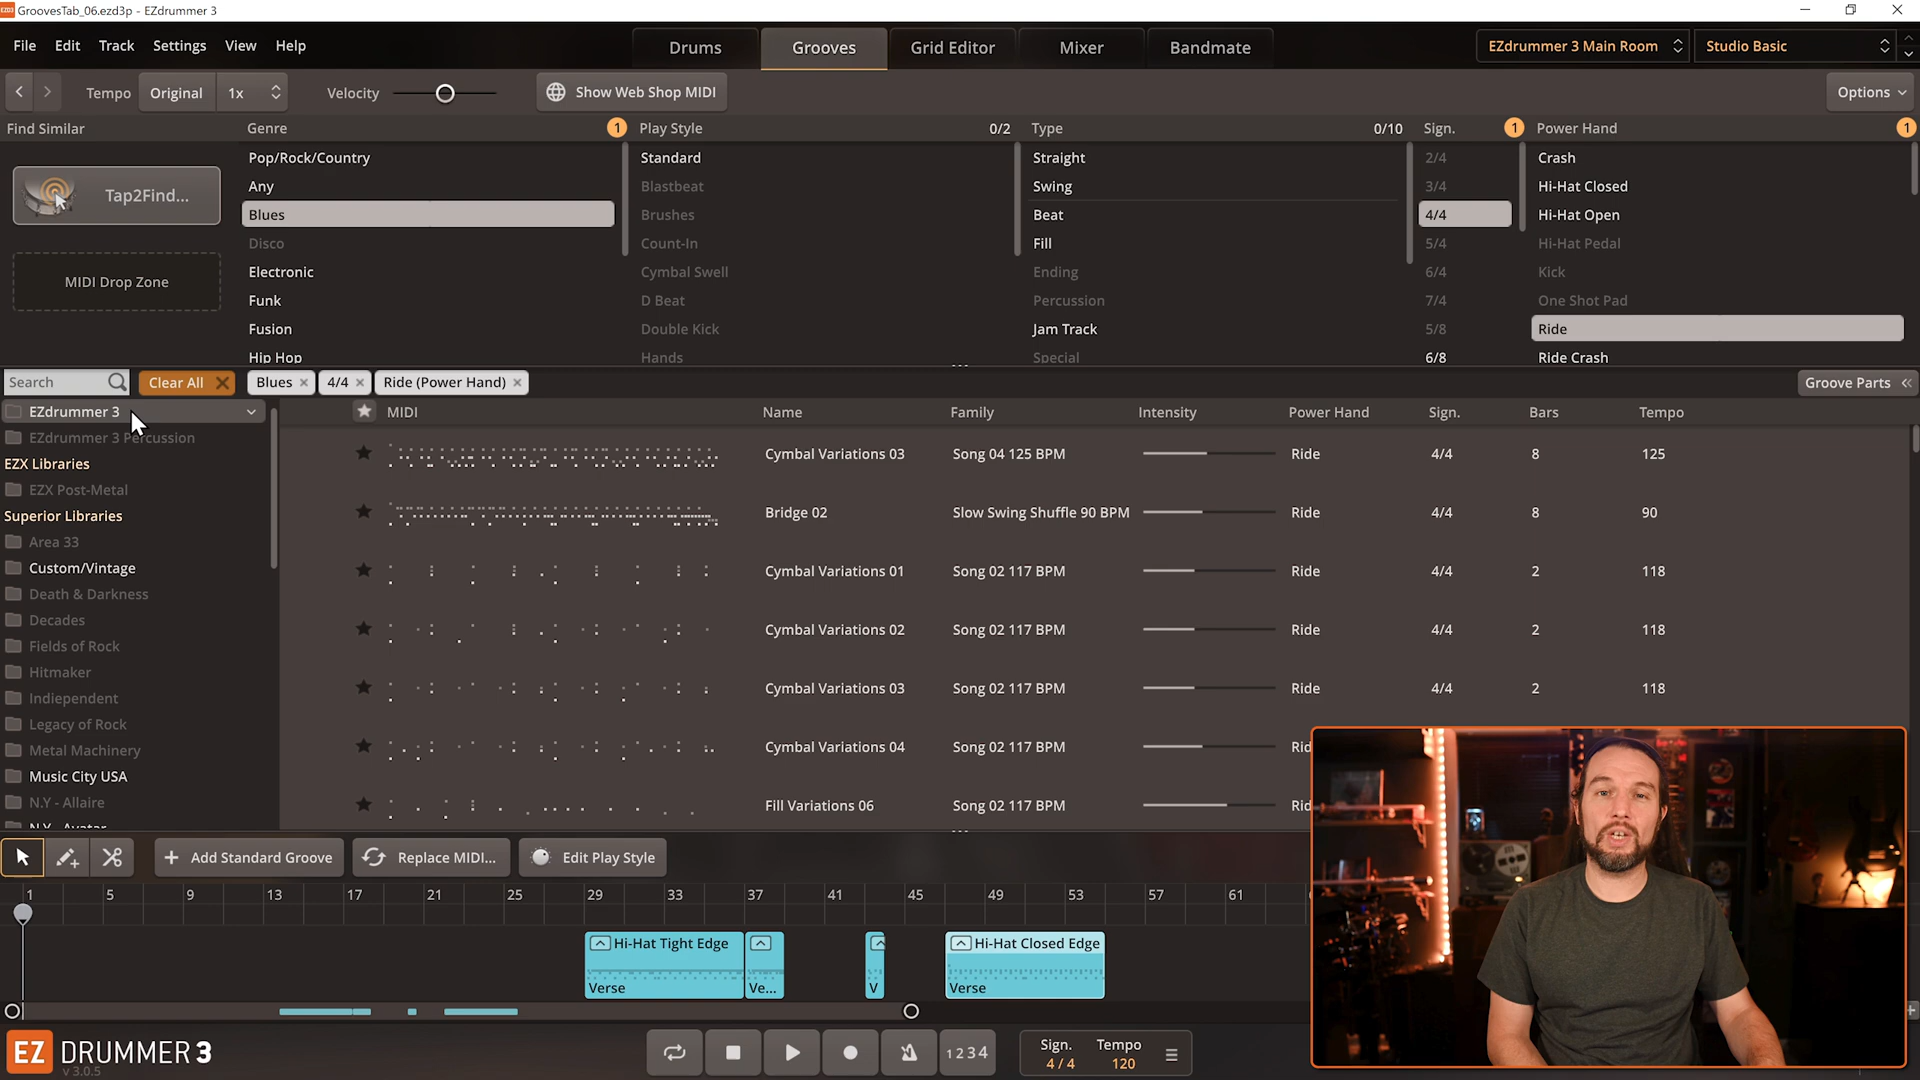 GroovesTab_06.ezd3p - EZdrummer 3
File Edit Track Settings View Help
Drums Grooves Grid Editor Mixer Bandmate
EZdrummer 3 Main Room Studio Basic
Tempo Original 1x Velocity Show Web Shop MIDI Options
Find Similar Genre 1 Play Style 0/2 Type 0/10 Sign. 1 Power Hand 1
Pop/Rock/Country Standard Straight 2/4 Crash
Tap2Find... Any Blastbeat Swing 3/4 Hi-Hat Closed
Blues Brushes Beat 4/4 Hi-Hat Open
Disco Count-In Fill 5/4 Hi-Hat Pedal
MIDI Drop Zone Electronic Cymbal Swell Ending 6/4 Kick
Funk D Beat Percussion 7/4 One Shot Pad
Fusion Double Kick Jam Track 5/8 Ride
Hip Hop Hands Special 6/8 Ride Crash
Search Clear All Blues 4/4 Ride (Power Hand) Groove Parts
EZdrummer 3
EZdrummer 3 Percussion
EZX Libraries
EZX Post-Metal
Superior Libraries
Area 33
Custom/Vintage
Death & Darkness
Decades
Fields of Rock
Hitmaker
Indiependent
Legacy of Rock
Metal Machinery
Music City USA
N.Y - Allaire
N.Y - Avatar
MIDI Name Family Intensity Power Hand Sign. Bars Tempo
Cymbal Variations 03 Song 04 125 BPM Ride 4/4 8 125
Bridge 02 Slow Swing Shuffle 90 BPM Ride 4/4 8 90
Cymbal Variations 01 Song 02 117 BPM Ride 4/4 2 118
Cymbal Variations 02 Song 02 117 BPM Ride 4/4 2 118
Cymbal Variations 03 Song 02 117 BPM Ride 4/4 2 118
Cymbal Variations 04 Song 02 117 BPM Rid
Fill Variations 06 Song 02 117 BPM Rid
Add Standard Groove Replace MIDI... Edit Play Style
1 5 9 13 17 21 25 29 33 37 41 45 49 53 57 61
Hi-Hat Tight Edge Hi-Hat Closed Edge
Verse Ve... V Verse
EZ DRUMMER 3
v 3.0.5
1 2 3 4
Sign. Tempo
4 / 4 120